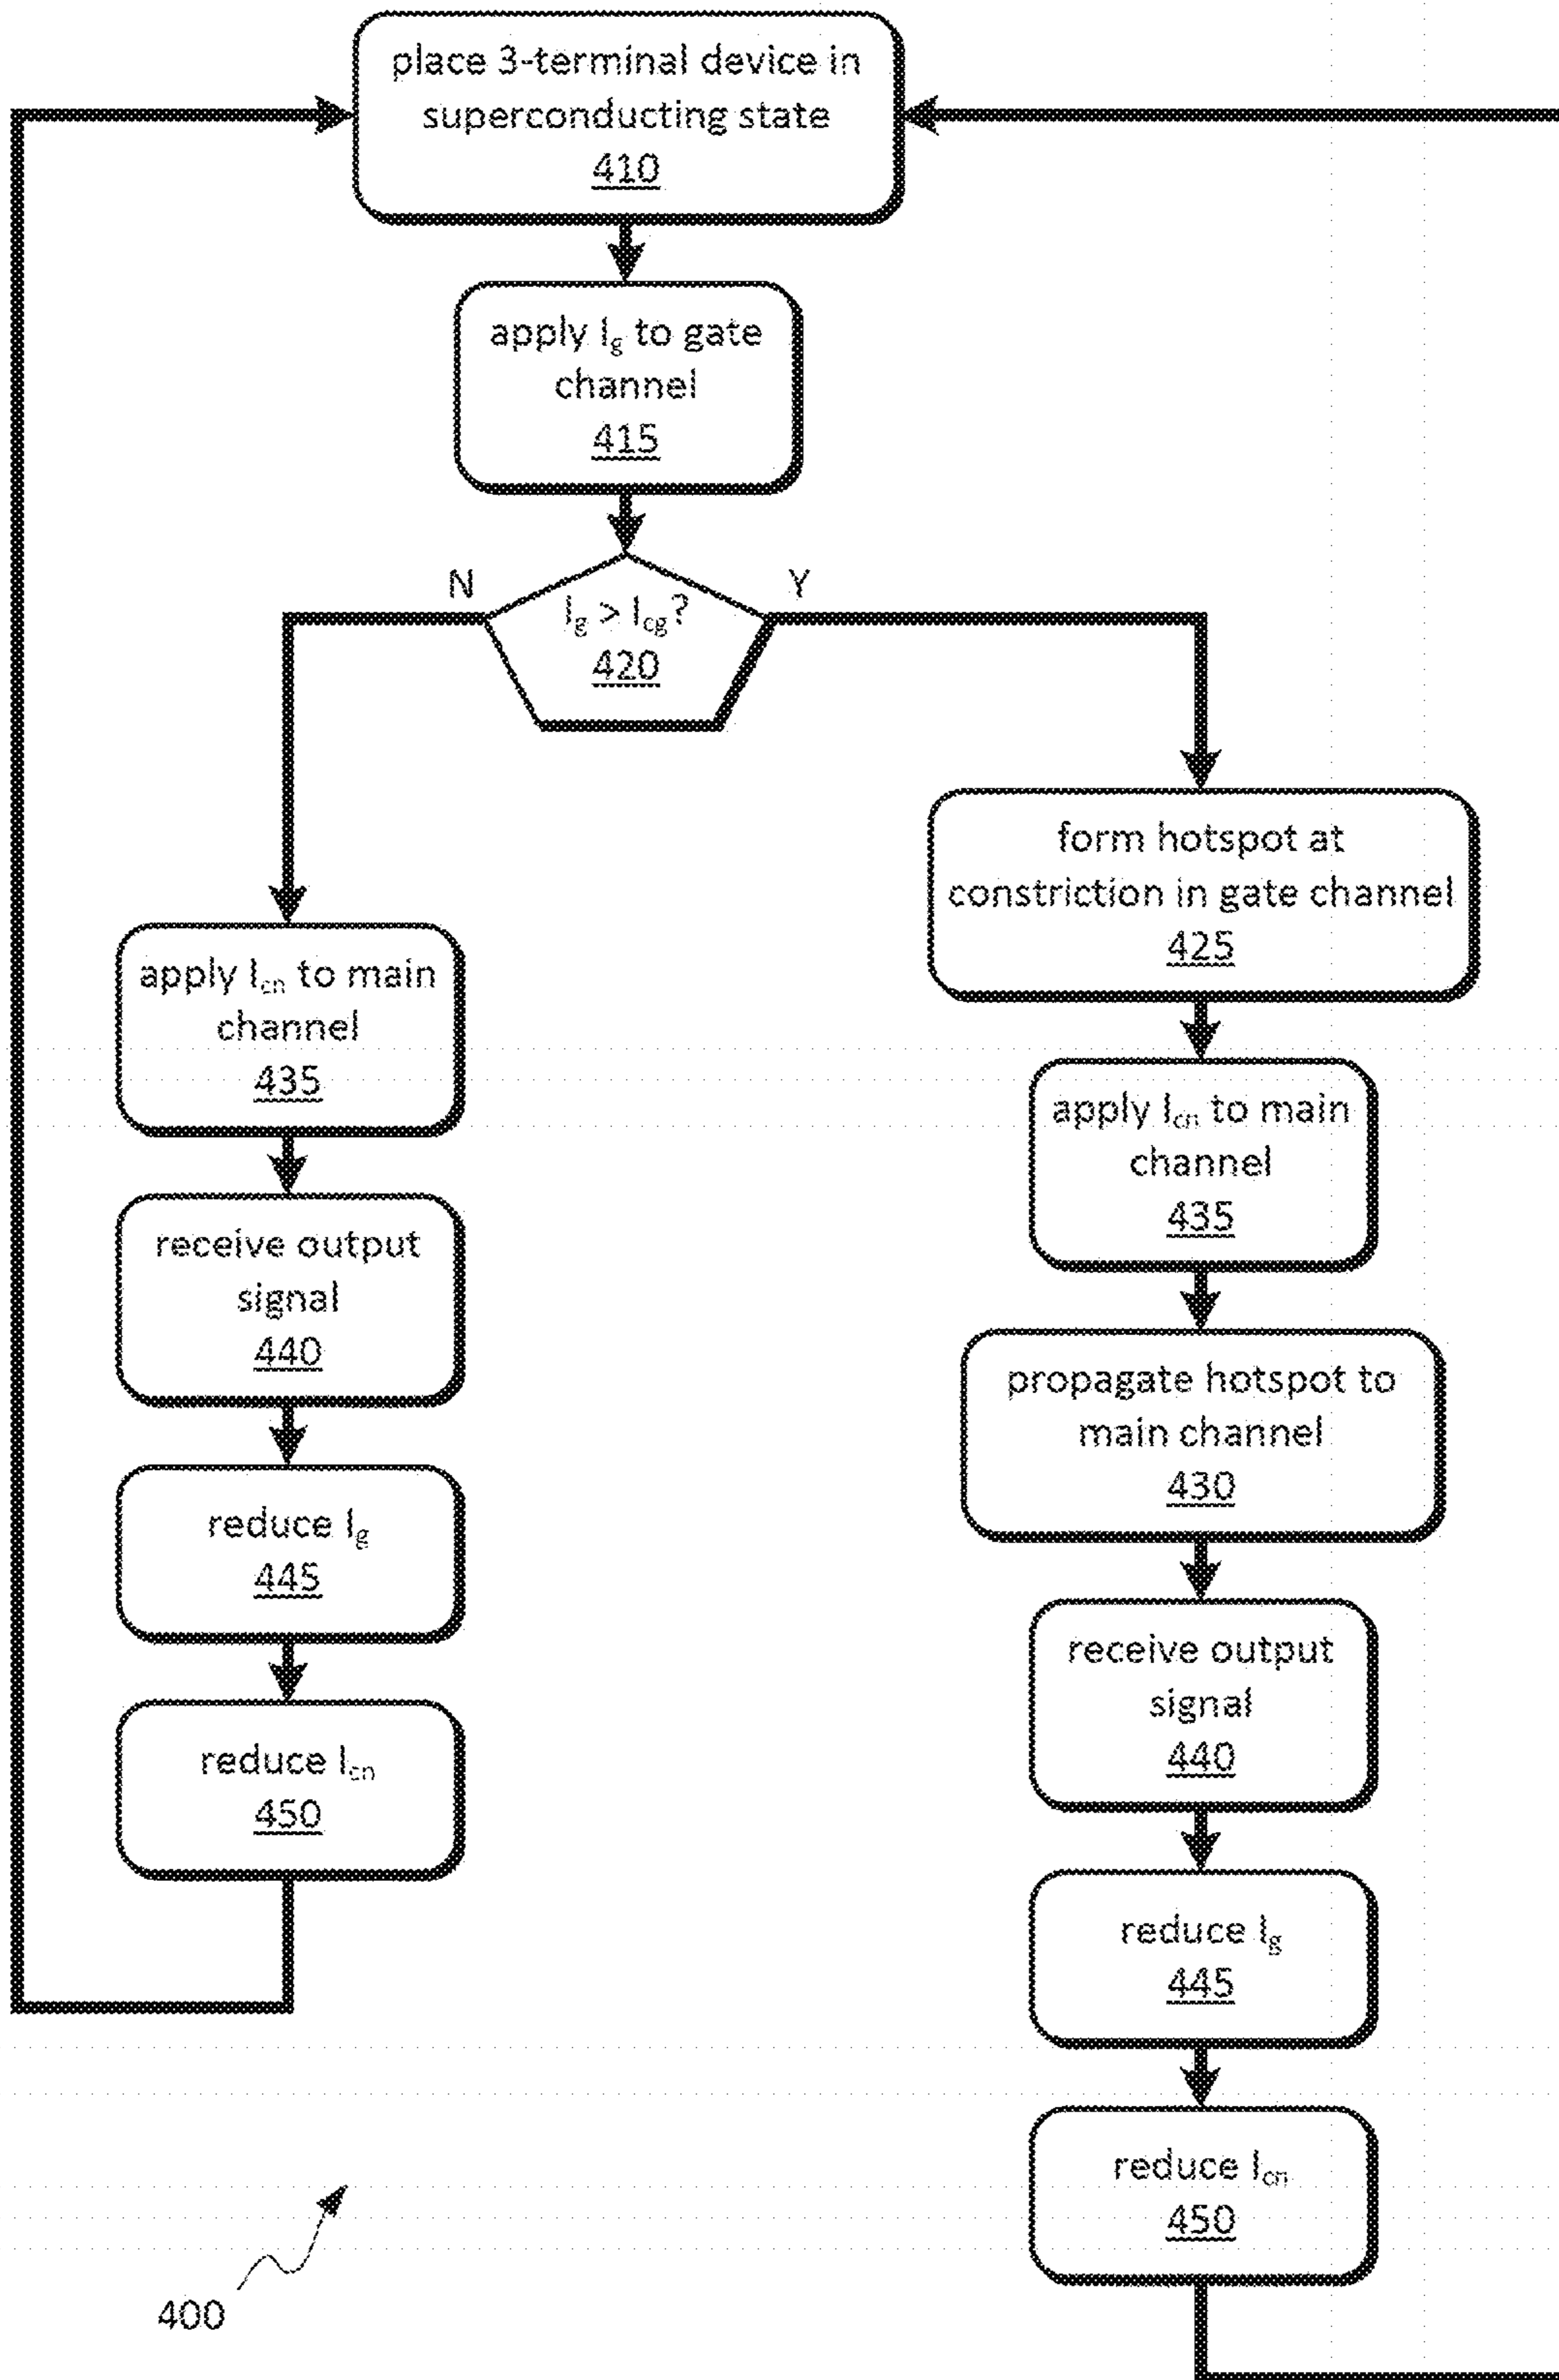 place 3-terminal device in
superconducting state
410
apply Ig to gate
channel
415
N
Y
Ig > Icg?
420
apply Icn to main
channel
435
receive output
signal
440
reduce Ig
445
reduce Icn
450
form hotspot at
constriction in gate channel
425
apply Icn to main
channel
435
propagate hotspot to
main channel
430
receive output
signal
440
reduce Ig
445
reduce Icn
450
400